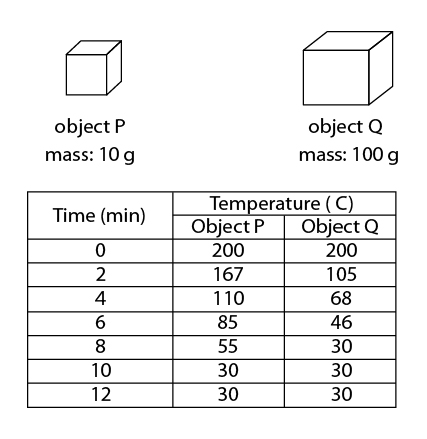 object P
mass: 10 g
object Q
mass: 100 g
Time (min)
Temperature ( C)
Object P Object Q
0 200 200
2 167 105
4 110 68
6 85 46
8 55 30
10 30 30
12 30 30